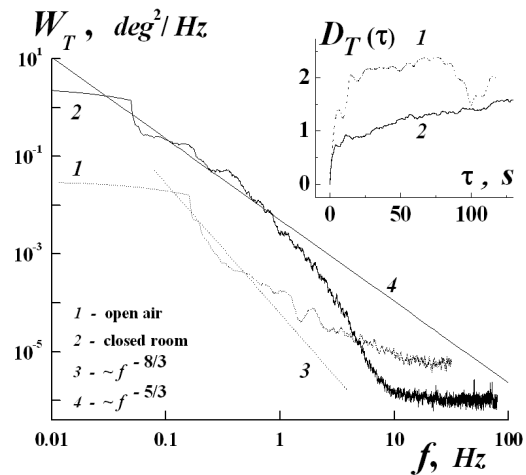 W_T , deg²/ Hz
D_T (τ)
10¹
10⁻¹
10⁻³
10⁻⁵
2
1
0
0 50 100
τ , s
1
2
2
1
4
3
1 - open air
2 - closed room
3 - ~ f ⁻ ⁸/³
4 - ~ f ⁻ ⁵/³
0.01 0.1 1 10 100
f, Hz